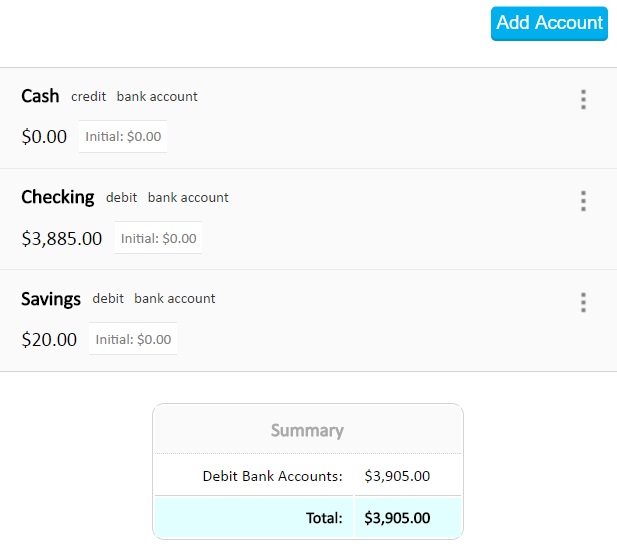 Add Account
Cash credit bank account
$0.00 Initial: $0.00
Checking debit bank account
$3,885.00 Initial: $0.00
Savings debit bank account
$20.00 Initial: $0.00
Summary
Debit Bank Accounts: $3,905.00
Total: $3,905.00